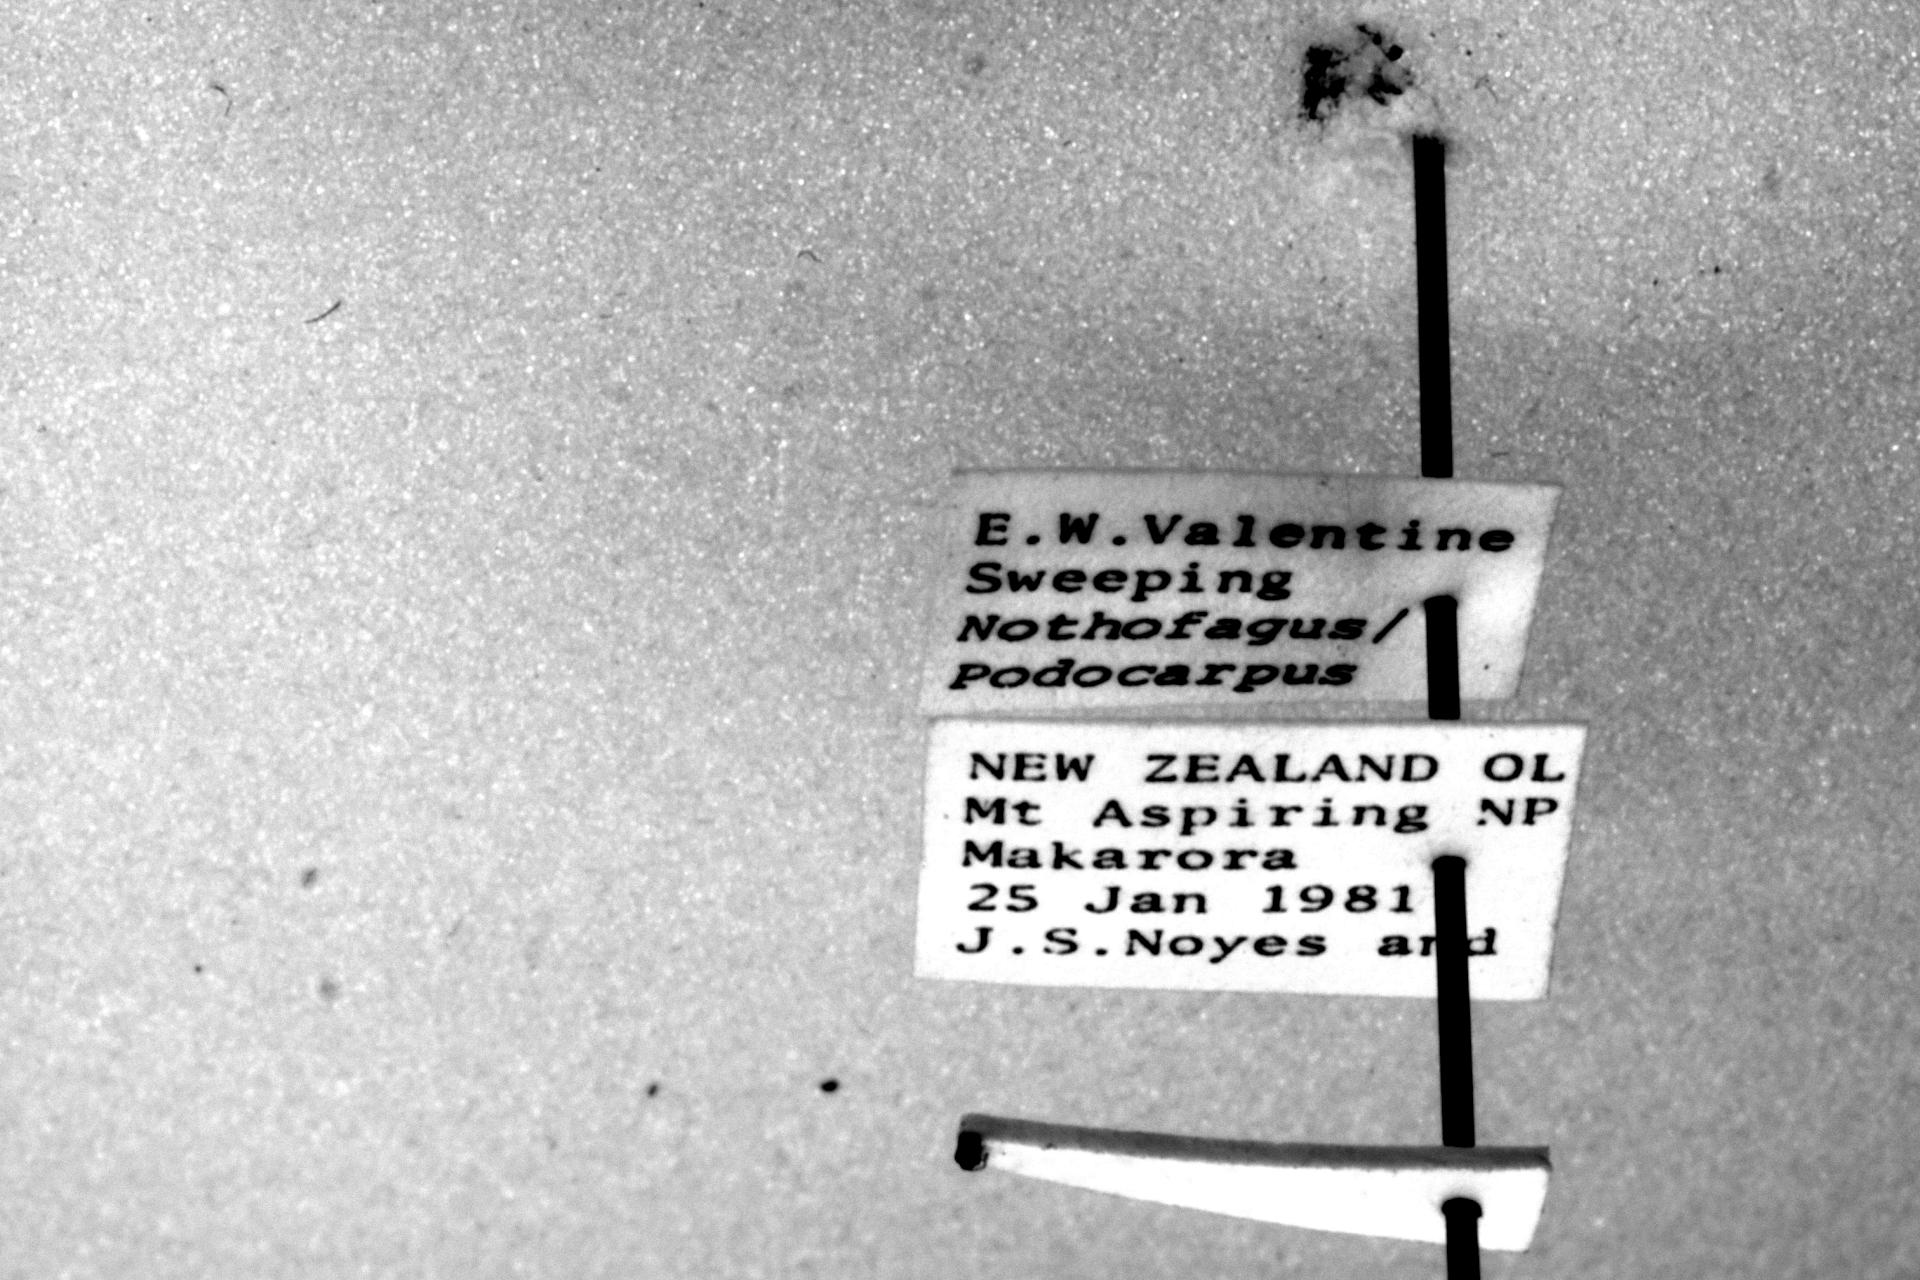 E.W.Valentine
Sweeping
Nothofagus/
Podocarpus
NEW ZEALAND OL
Mt Aspiring NP
Makarora
25 Jan 1981
J.S.Noyes and